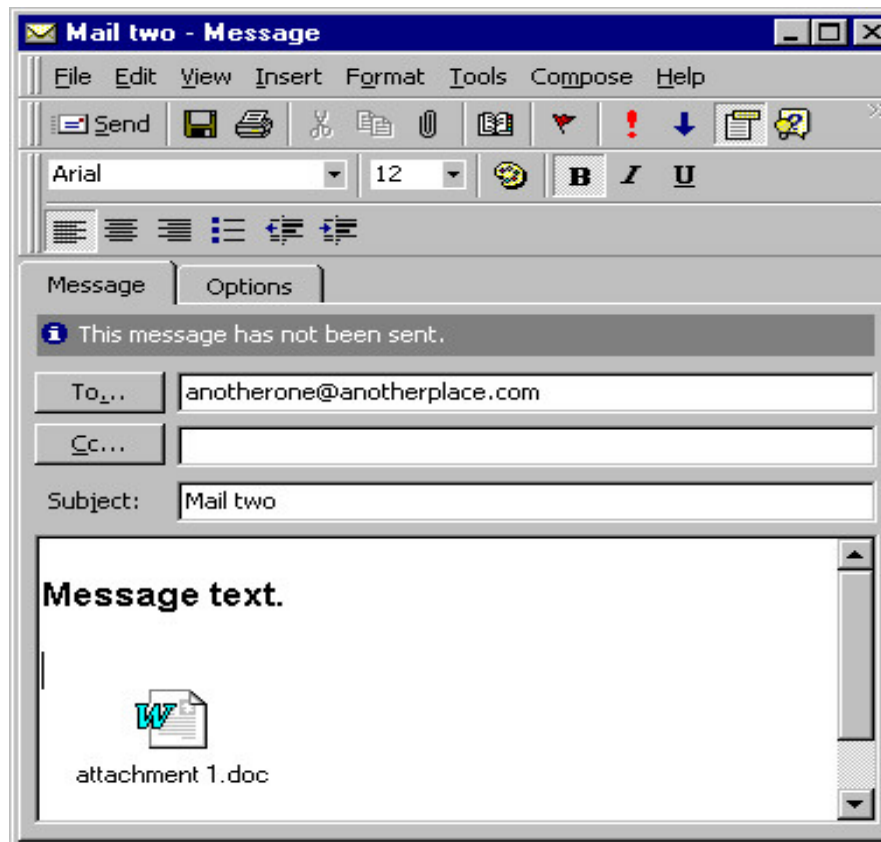 Mail two - Message
File Edit View Insert Format Tools Compose Help
Send
Arial 12 B I U
Message Options
This message has not been sent.
To... anotherone@anotherplace.com
Cc...
Subject: Mail two
Message text.
W
attachment 1.doc